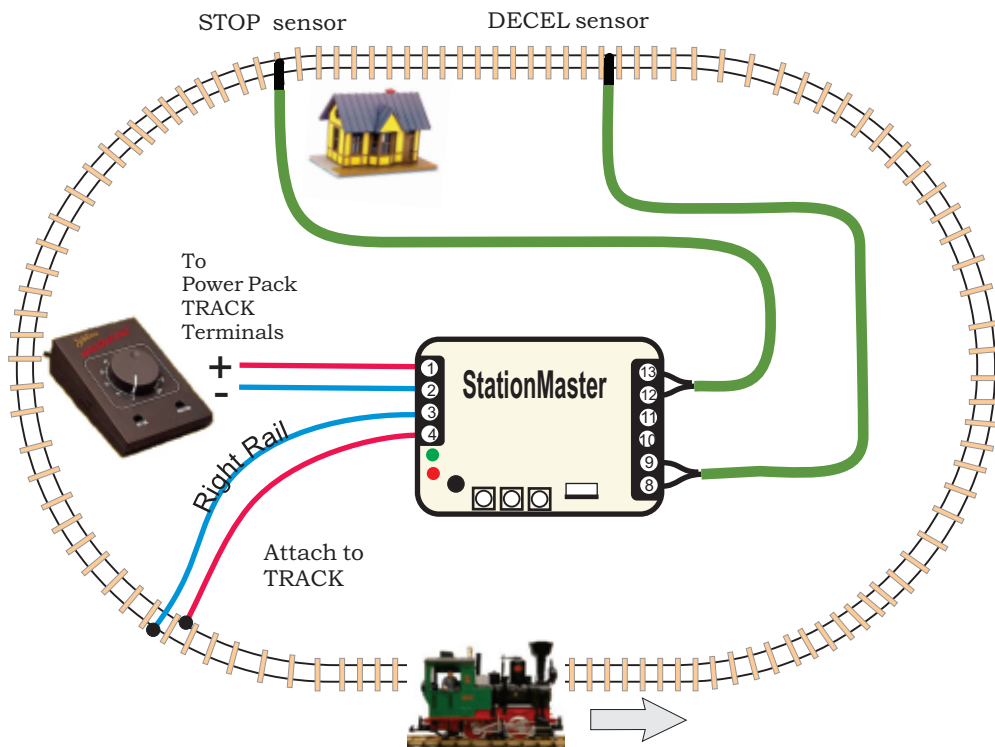 STOP sensor
DECEL sensor
To
Power Pack
TRACK
Terminals
+
-
Right Rail
Attach to
TRACK
StationMaster
1
2
3
4
13
12
11
10
9
8